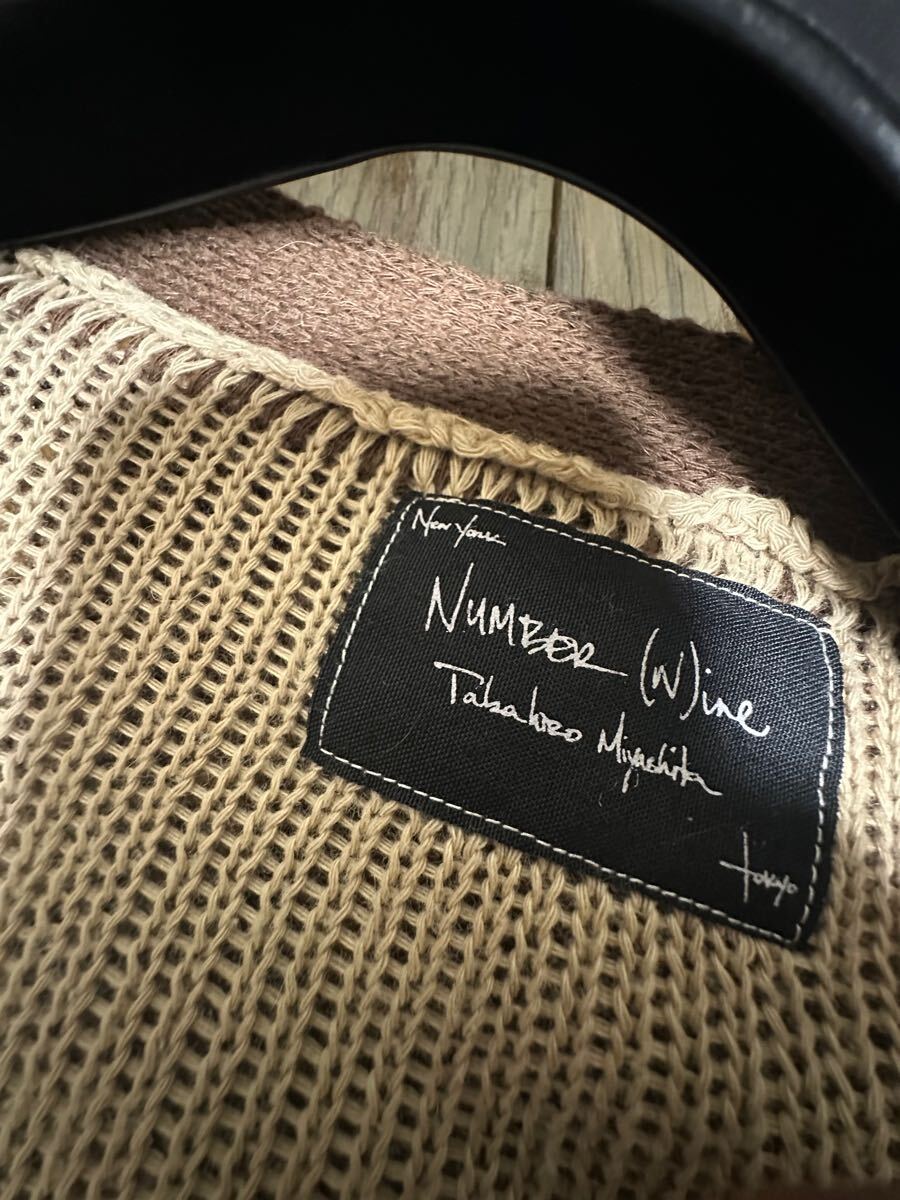 New York
NUMBER (N)ine
Takahiro Miyashita
tokyo